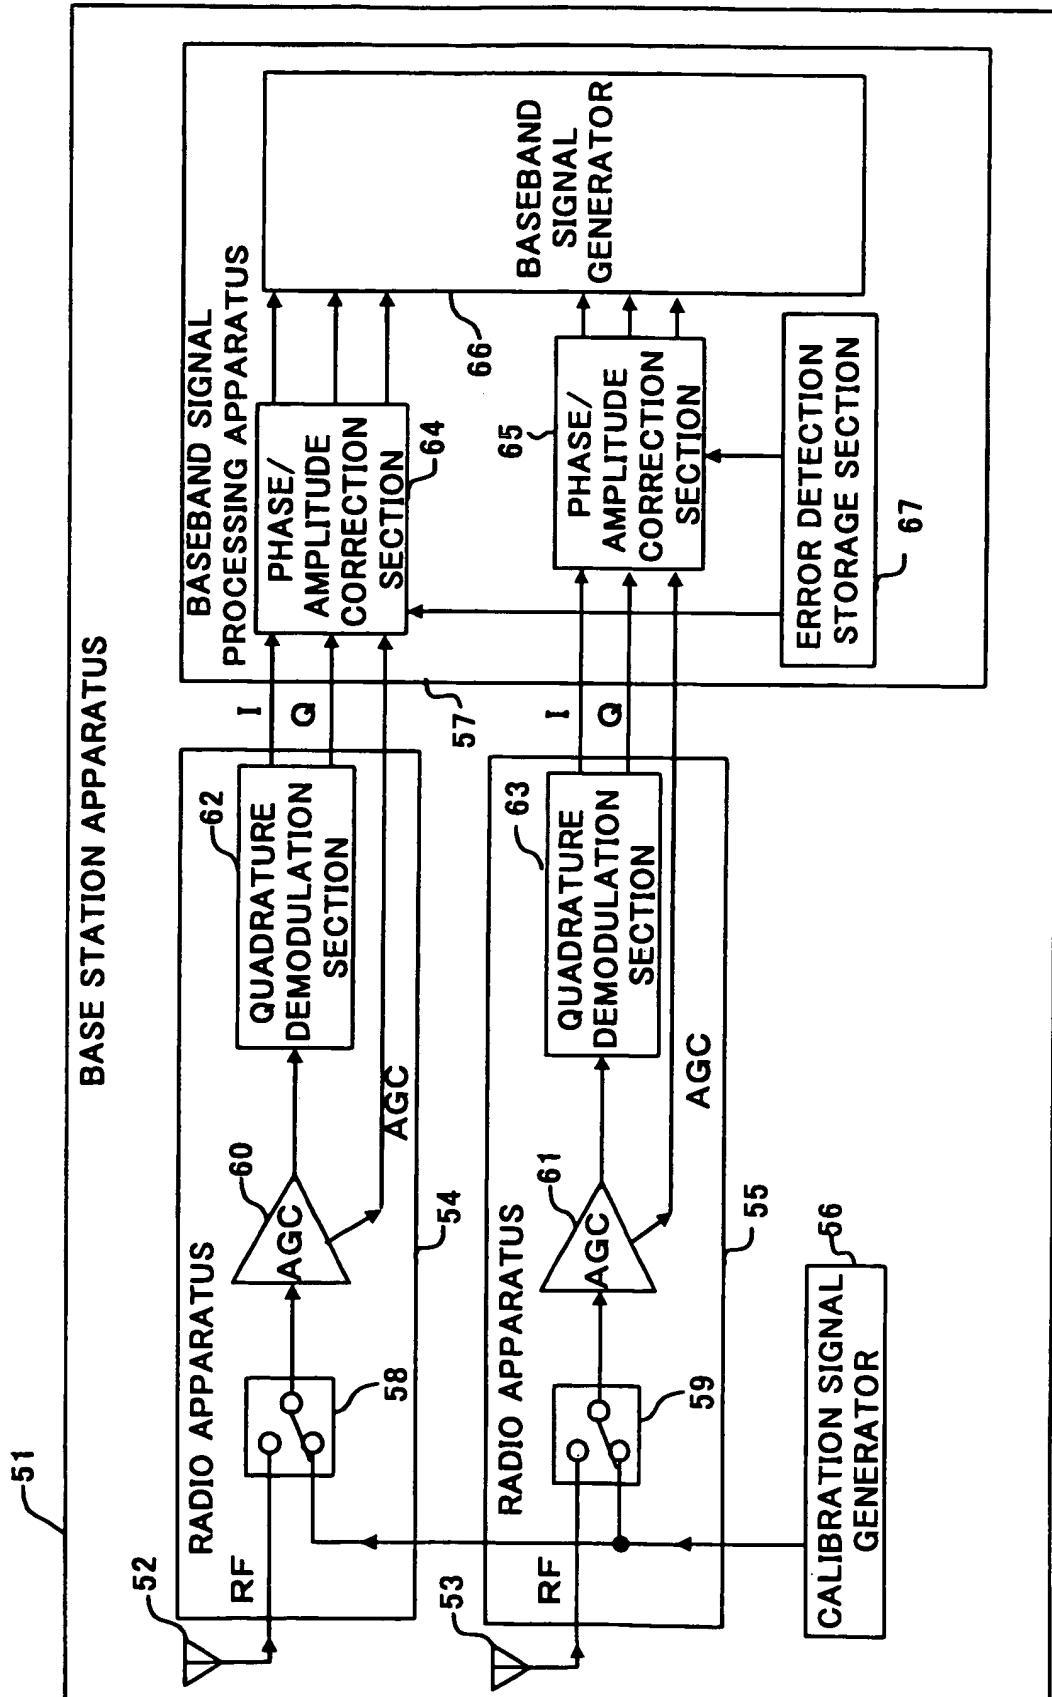 51
BASE STATION APPARATUS
52
RF
RADIO APPARATUS
58
AGC
60
AGC
54
62
QUADRATURE
DEMODULATION
SECTION
I
Q
53
RF
RADIO APPARATUS
59
AGC
61
AGC
55
63
QUADRATURE
DEMODULATION
SECTION
I
Q
CALIBRATION SIGNAL
GENERATOR
56
57
BASEBAND SIGNAL
PROCESSING APPARATUS
PHASE/
AMPLITUDE
CORRECTION
SECTION
64
65
PHASE/
AMPLITUDE
CORRECTION
SECTION
66
BASEBAND
SIGNAL
GENERATOR
ERROR DETECTION
STORAGE SECTION
67